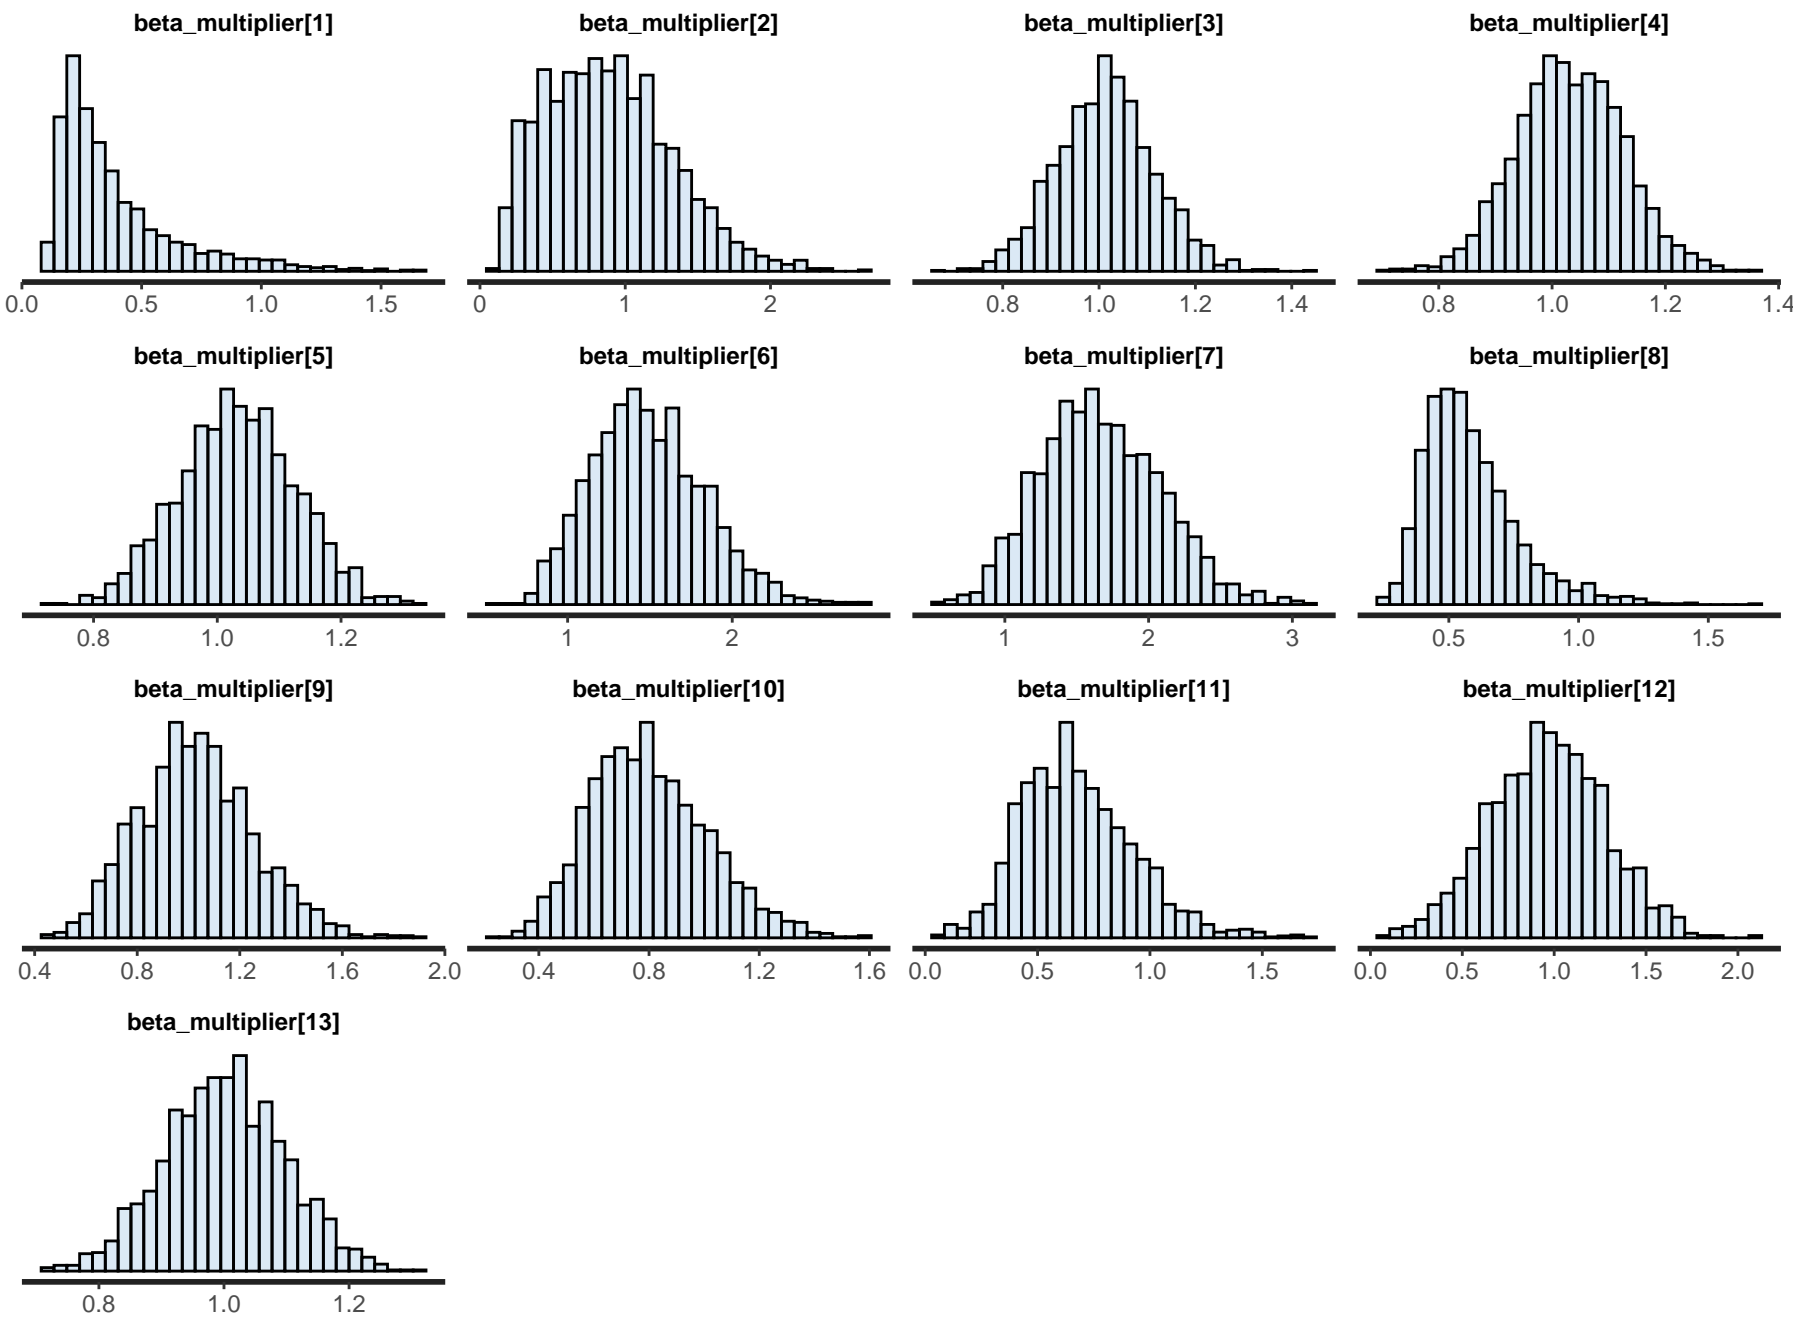 beta_multiplier[1] beta_multiplier[2] beta_multiplier[3] beta_multiplier[4]
0.0 0.5 1.0 1.5 0 1 2 0.8 1.0 1.2 1.4 0.8 1.0 1.2 1.4
beta_multiplier[5] beta_multiplier[6] beta_multiplier[7] beta_multiplier[8]
0.8 1.0 1.2 1 2 1 2 3 0.5 1.0 1.5
beta_multiplier[9] beta_multiplier[10] beta_multiplier[11] beta_multiplier[12]
0.4 0.8 1.2 1.6 2.0 0.4 0.8 1.2 1.6 0.0 0.5 1.0 1.5 0.0 0.5 1.0 1.5 2.0
beta_multiplier[13]
0.8 1.0 1.2